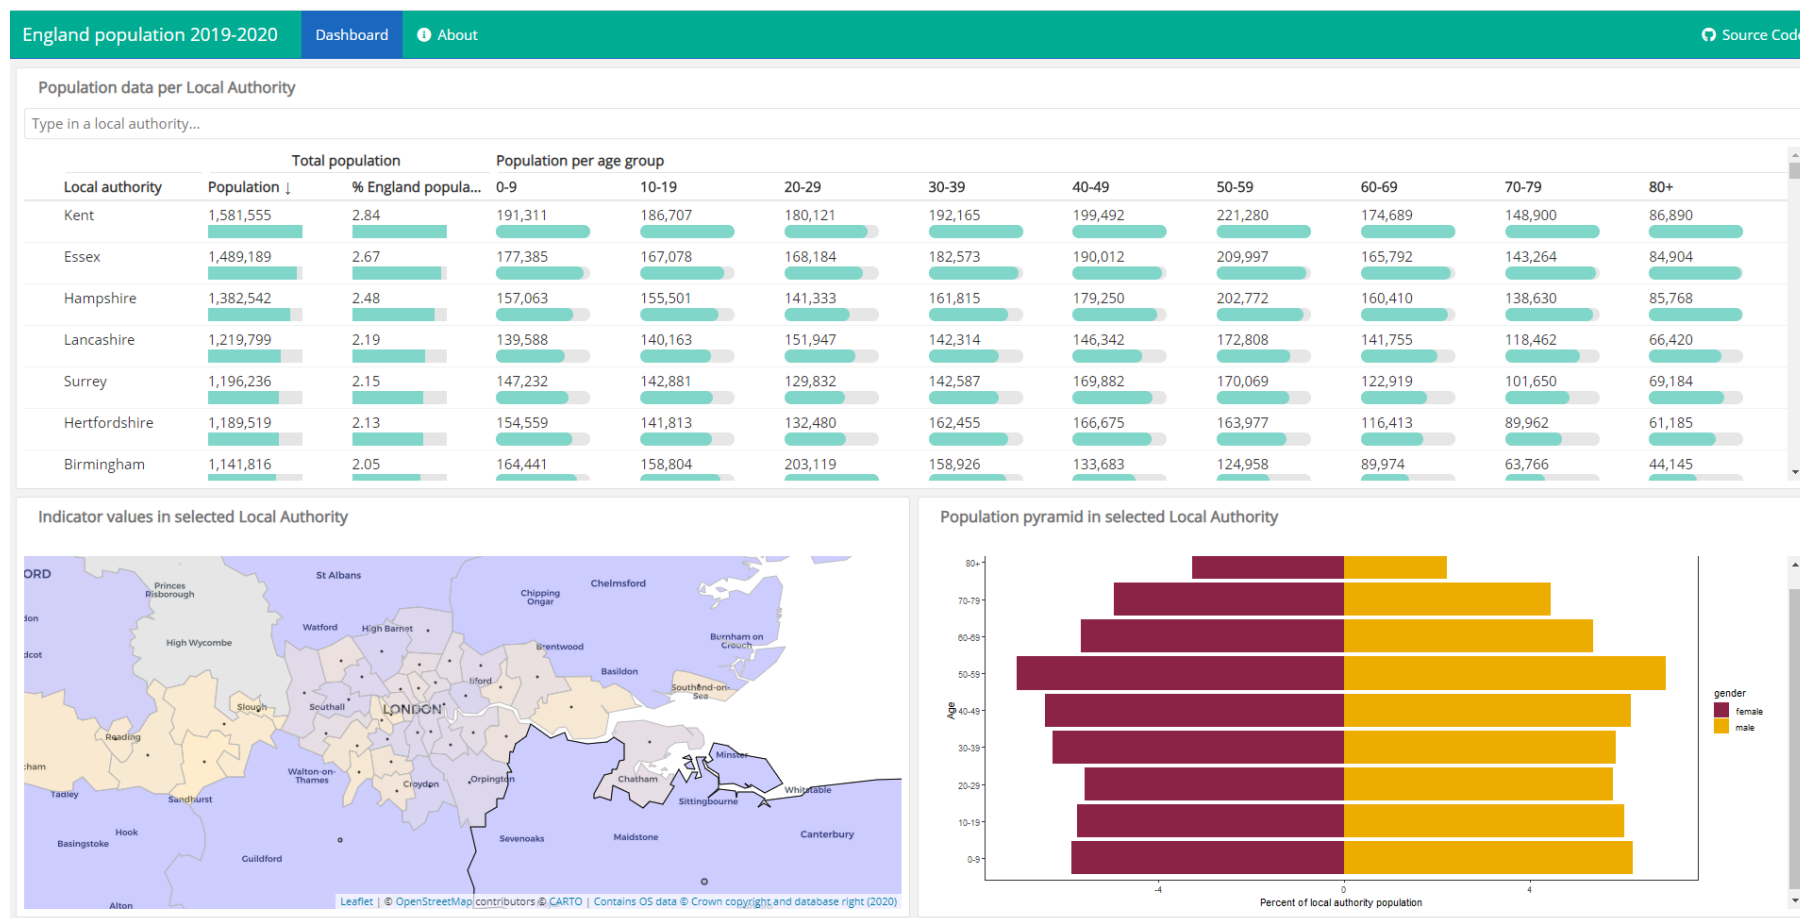 England population 2019-2020 Dashboard About Source Code
Population data per Local Authority
Type in a local authority...
Total population Population per age group
Local authority Population ↓ % England popula... 0-9 10-19 20-29 30-39 40-49 50-59 60-69 70-79 80+
Kent 1,581,555 2.84 191,311 186,707 180,121 192,165 199,492 221,280 174,689 148,900 86,890
Essex 1,489,189 2.67 177,385 167,078 168,184 182,573 190,012 209,997 165,792 143,264 84,904
Hampshire 1,382,542 2.48 157,063 155,501 141,333 161,815 179,250 202,772 160,410 138,630 85,768
Lancashire 1,219,799 2.19 139,588 140,163 151,947 142,314 146,342 172,808 141,755 118,462 66,420
Surrey 1,196,236 2.15 147,232 142,881 129,832 142,587 169,882 170,069 122,919 101,650 69,184
Hertfordshire 1,189,519 2.13 154,559 141,813 132,480 162,455 166,675 163,977 116,413 89,962 61,185
Birmingham 1,141,816 2.05 164,441 158,804 203,119 158,926 133,683 124,958 89,974 63,766 44,145
Indicator values in selected Local Authority
ORD
St Albans
Princes
Risborough
Chelmsford
Chipping
Ongar
don
Watford
High Barnet
High Wycombe
Burnham on
Crouch
Brentwood
dcot
Basildon
Ilford
Southend-on-
Sea
Slough
Southall
LONDON
Reading
Minster
cham
Walton-on-
Thames
Croydon
Orpington
Chatham
Whitstable
Tadley
Sandhurst
Sittingbourne
Hook
Basingstoke
Sevenoaks
Maidstone
Canterbury
Guildford
Alton
Leaflet | © OpenStreetMap contributors © CARTO | Contains OS data © Crown copyright and database right (2020)
Population pyramid in selected Local Authority
80+
70-79
60-69
50-59
40-49
30-39
20-29
10-19
0-9
Age
-4 0 4
Percent of local authority population
gender
female
male